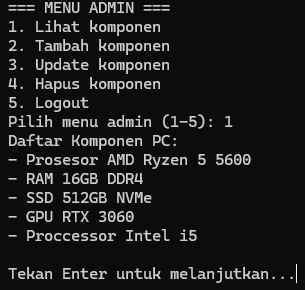 === MENU ADMIN ===
1. Lihat komponen
2. Tambah komponen
3. Update komponen
4. Hapus komponen
5. Logout
Pilih menu admin (1-5): 1
Daftar Komponen PC:
- Prosesor AMD Ryzen 5 5600
- RAM 16GB DDR4
- SSD 512GB NVMe
- GPU RTX 3060
- Proccessor Intel i5
Tekan Enter untuk melanjutkan...